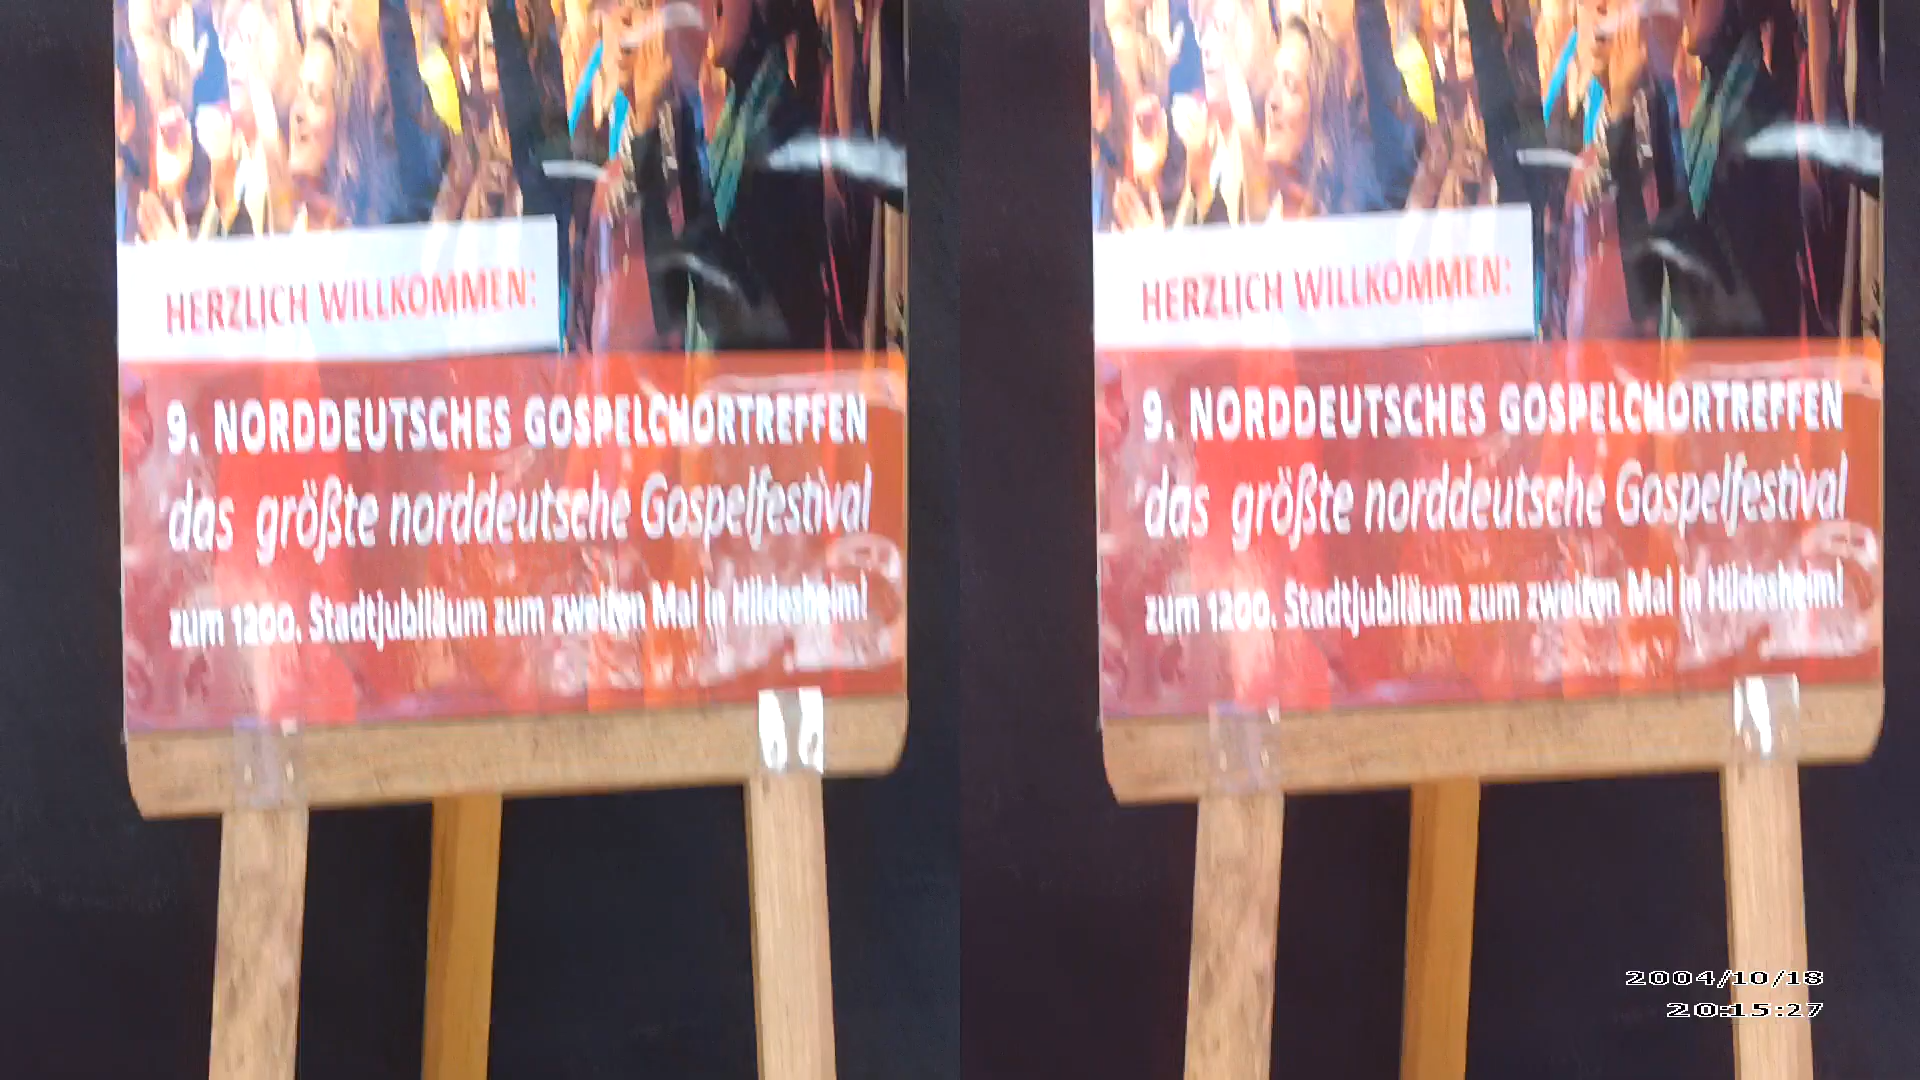 HERZLICH WILLKOMMEN:
9. NORDDEUTSCHES GOSPELCHORTREFFEN
das größte norddeutsche Gospelfestival
zum 1200. Stadtjubiläum zum zweiten Mal in Hildesheim!
HERZLICH WILLKOMMEN:
9. NORDDEUTSCHES GOSPELCHORTREFFEN
das größte norddeutsche Gospelfestival
zum 1200. Stadtjubiläum zum zweiten Mal in Hildesheim!
2004/10/18
20:15:27